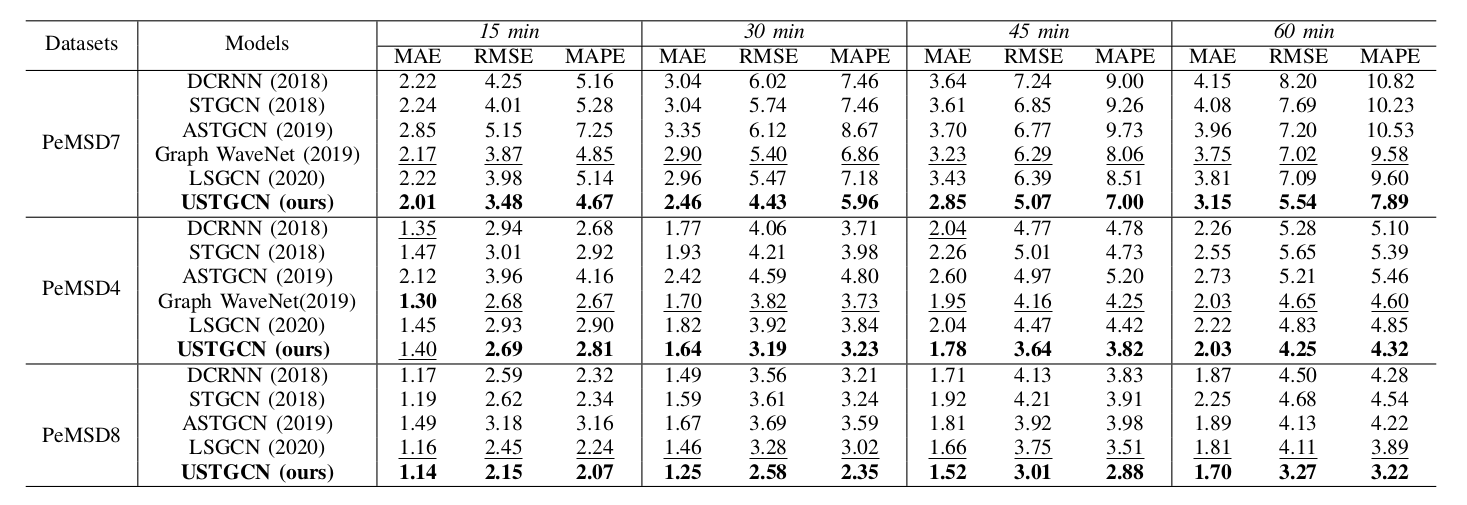 Datasets Models 15 min 30 min 45 min 60 min
MAE RMSE MAPE MAE RMSE MAPE MAE RMSE MAPE MAE RMSE MAPE
PeMSD7
DCRNN (2018) 2.22 4.25 5.16 3.04 6.02 7.46 3.64 7.24 9.00 4.15 8.20 10.82
STGCN (2018) 2.24 4.01 5.28 3.04 5.74 7.46 3.61 6.85 9.26 4.08 7.69 10.23
ASTGCN (2019) 2.85 5.15 7.25 3.35 6.12 8.67 3.70 6.77 9.73 3.96 7.20 10.53
Graph WaveNet (2019) 2.17 3.87 4.85 2.90 5.40 6.86 3.23 6.29 8.06 3.75 7.02 9.58
LSGCN (2020) 2.22 3.98 5.14 2.96 5.47 7.18 3.43 6.39 8.51 3.81 7.09 9.60
USTGCN (ours) 2.01 3.48 4.67 2.46 4.43 5.96 2.85 5.07 7.00 3.15 5.54 7.89
PeMSD4
DCRNN (2018) 1.35 2.94 2.68 1.77 4.06 3.71 2.04 4.77 4.78 2.26 5.28 5.10
STGCN (2018) 1.47 3.01 2.92 1.93 4.21 3.98 2.26 5.01 4.73 2.55 5.65 5.39
ASTGCN (2019) 2.12 3.96 4.16 2.42 4.59 4.80 2.60 4.97 5.20 2.73 5.21 5.46
Graph WaveNet(2019) 1.30 2.68 2.67 1.70 3.82 3.73 1.95 4.16 4.25 2.03 4.65 4.60
LSGCN (2020) 1.45 2.93 2.90 1.82 3.92 3.84 2.04 4.47 4.42 2.22 4.83 4.85
USTGCN (ours) 1.40 2.69 2.81 1.64 3.19 3.23 1.78 3.64 3.82 2.03 4.25 4.32
PeMSD8
DCRNN (2018) 1.17 2.59 2.32 1.49 3.56 3.21 1.71 4.13 3.83 1.87 4.50 4.28
STGCN (2018) 1.19 2.62 2.34 1.59 3.61 3.24 1.92 4.21 3.91 2.25 4.68 4.54
ASTGCN (2019) 1.49 3.18 3.16 1.67 3.69 3.59 1.81 3.92 3.98 1.89 4.13 4.22
LSGCN (2020) 1.16 2.45 2.24 1.46 3.28 3.02 1.66 3.75 3.51 1.81 4.11 3.89
USTGCN (ours) 1.14 2.15 2.07 1.25 2.58 2.35 1.52 3.01 2.88 1.70 3.27 3.22